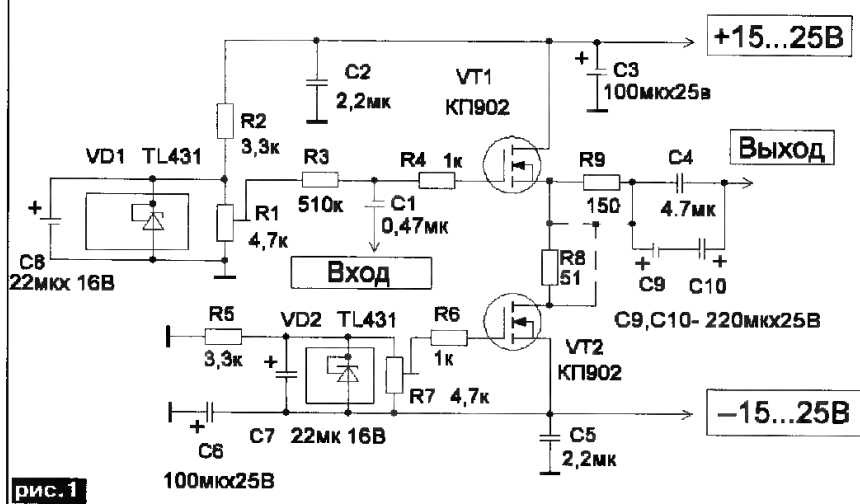 +15...25В
C2
2,2мк
VT1
КП902
+
C3
100мкх25в
R2
3,3к
VD1 TL431
R3
510к
R4 1к
R9
150
C4
4.7мк
Выход
+
C8
22мкх 16В
R1
4,7к
C1
0,47мк
Вход
R8
51
+ C9
C10 +
C9,C10- 220мкх25В
R5
3,3к
VD2 TL431
R6
1к
VT2
КП902
+
C7
22мк 16В
R7 4,7к
+
C6
100мкх25В
C5
2,2мк
–15...25В
рис.1